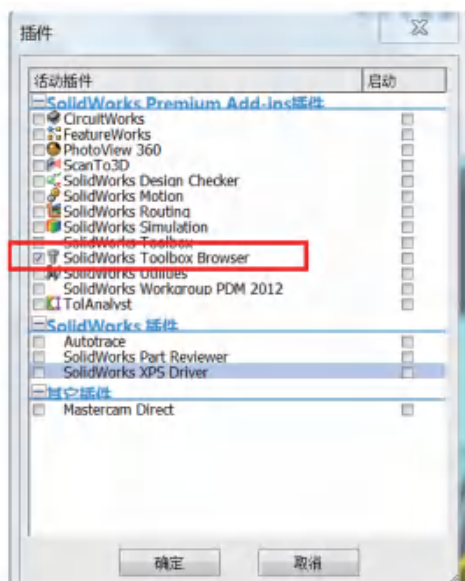 插件
活动插件 启动
SolidWorks Premium Add-ins插件
CircuitWorks
FeatureWorks
PhotoView 360
ScanTo3D
SolidWorks Design Checker
SolidWorks Motion
SolidWorks Routing
SolidWorks Simulation
SolidWorks Toolbox
SolidWorks Toolbox Browser
SolidWorks Utilities
SolidWorks Workgroup PDM 2012
TolAnalyst
SolidWorks 插件
Autotrace
SolidWorks Part Reviewer
SolidWorks XPS Driver
其它插件
Mastercam Direct
确定 取消